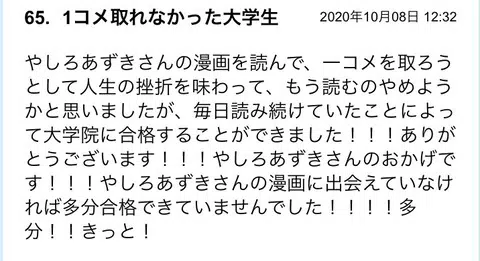 65. 1コメ取れなかった大学生 2020年10月08日 12:32
やしろあずきさんの漫画を読んで、一コメを取ろう
として人生の挫折を味わって、もう読むのやめよう
かと思いましたが、毎日読み続けていたことによっ
て大学院に合格することができました！！！ありが
とうございます！！！やしろあずきさんのおかげで
す！！！やしろあずきさんの漫画に出会えていなけ
れば多分合格できていませんでした！！！！多
分！！きっと！